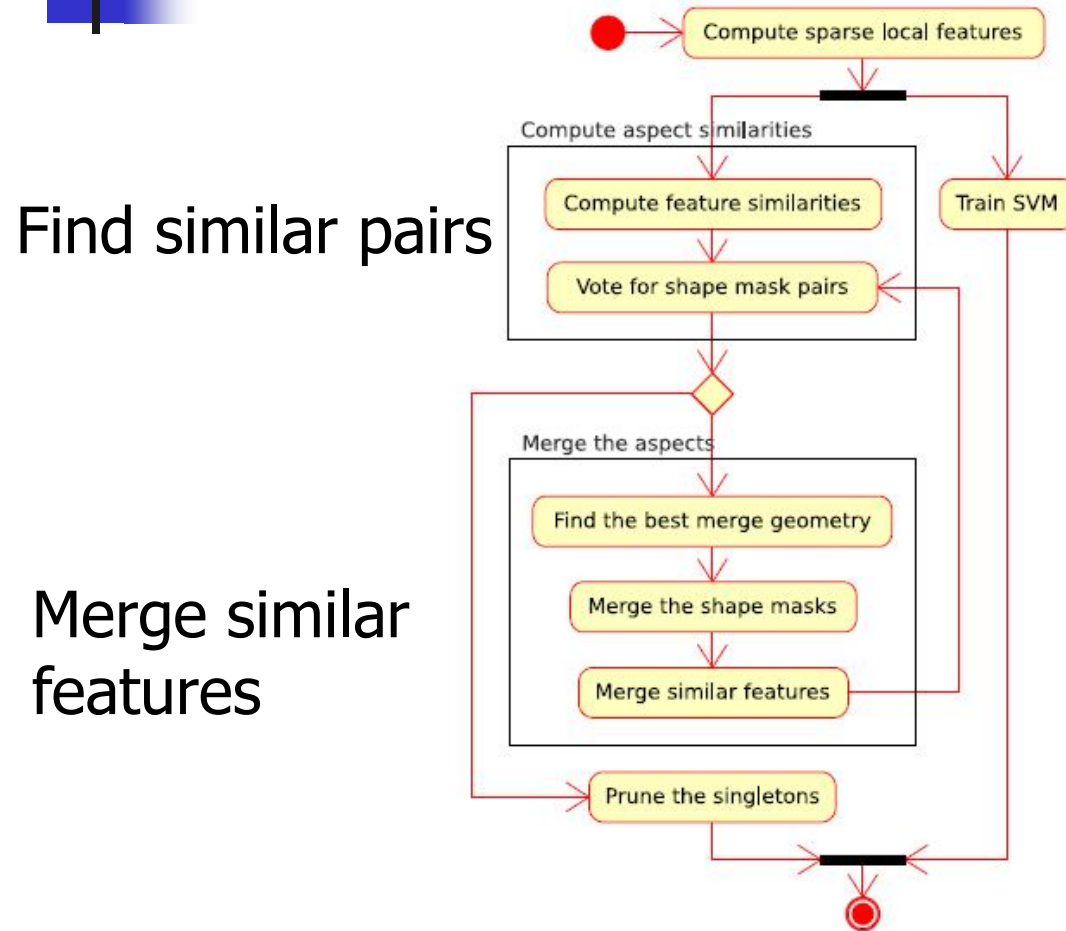 Compute sparse local features
Compute aspect similarities
Find similar pairs
Compute feature similarities
Train SVM
Vote for shape mask pairs
Merge the aspects
Find the best merge geometry
Merge similar
features
Merge the shape masks
Merge similar features
Prune the singletons